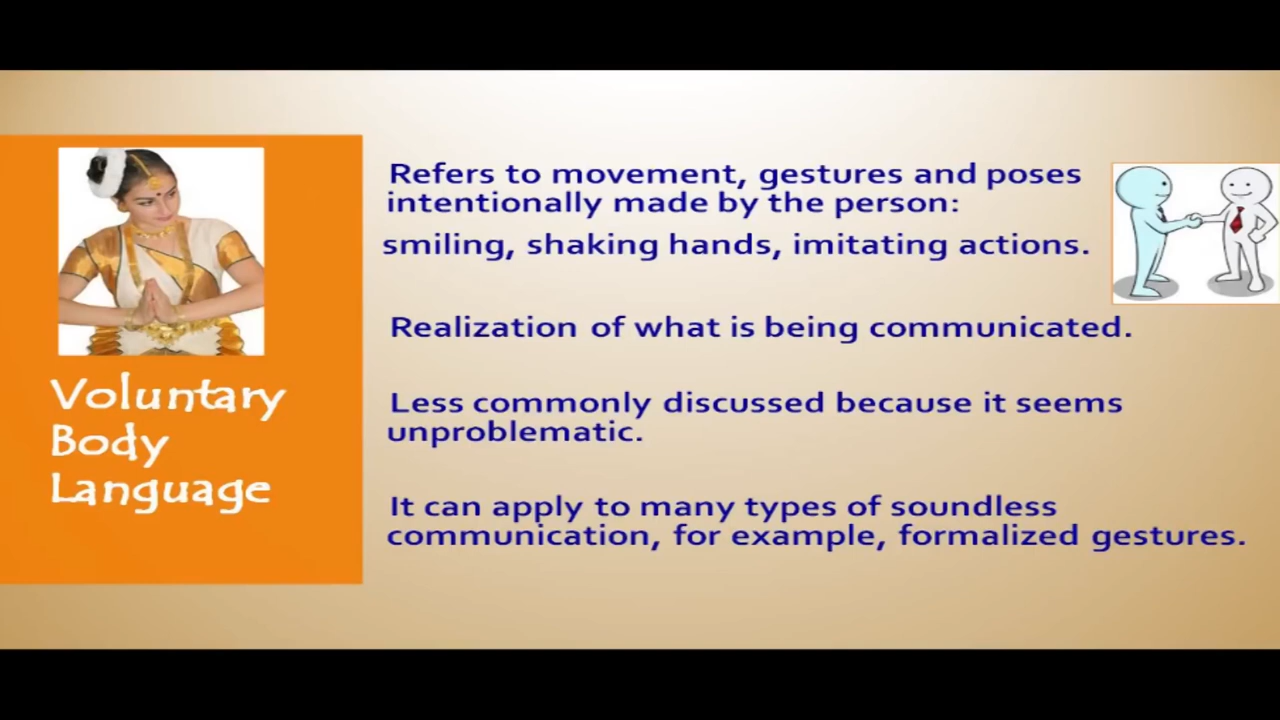 Voluntary
Body
Language
Refers to movement, gestures and poses
intentionally made by the person:
smiling, shaking hands, imitating actions.
Realization of what is being communicated.
Less commonly discussed because it seems
unproblematic.
It can apply to many types of soundless
communication, for example, formalized gestures.